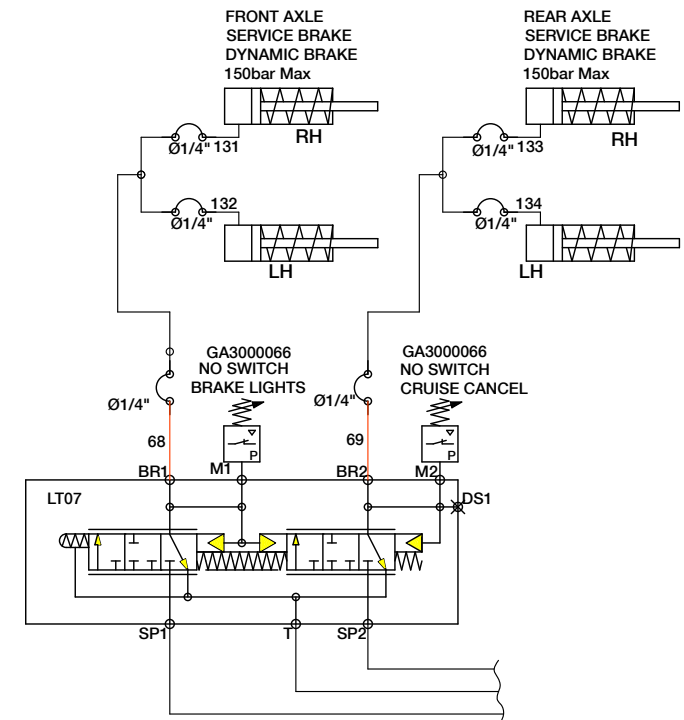 FRONT AXLE
SERVICE BRAKE
DYNAMIC BRAKE
150bar Max
REAR AXLE
SERVICE BRAKE
DYNAMIC BRAKE
150bar Max
RH
RH
Ø1/4" 131
Ø1/4" 133
132
Ø1/4"
134
Ø1/4"
LH
LH
GA3000066
NO SWITCH
BRAKE LIGHTS
GA3000066
NO SWITCH
CRUISE CANCEL
Ø1/4"
Ø1/4"
68
69
P
P
BR1
M1
BR2
M2
LT07
DS1
SP1
T
SP2